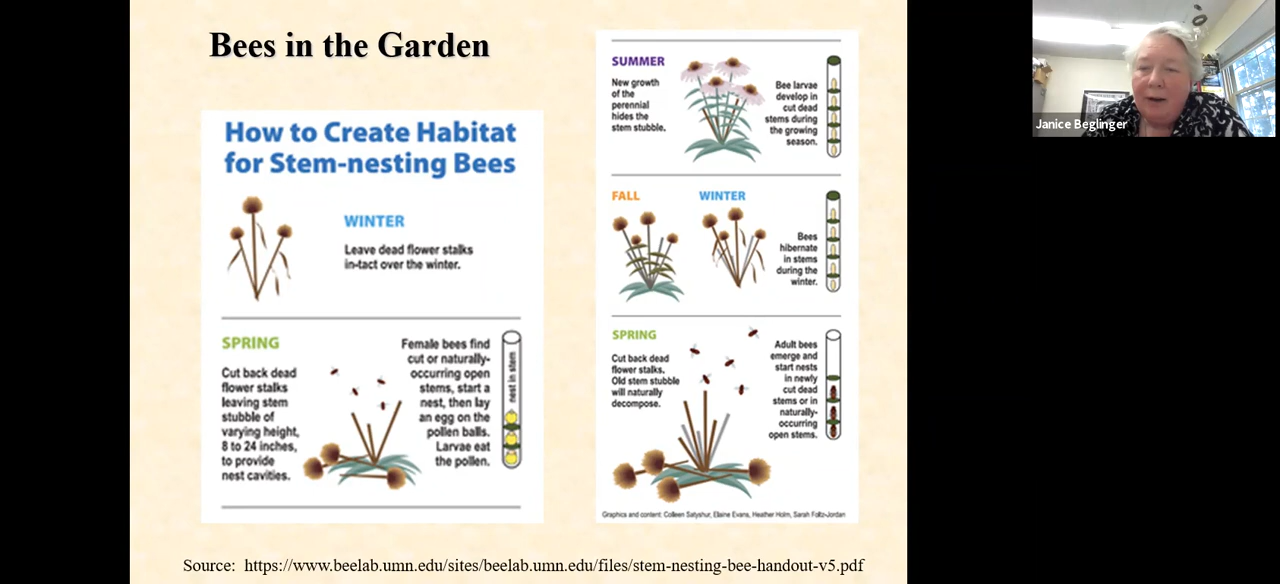 Bees in the Garden
How to Create Habitat
for Stem-nesting Bees
WINTER
Leave dead flower stalks
in-tact over the winter.
SPRING
Cut back dead
flower stalks
leaving stem
stubble of
varying height,
8 to 24 inches,
to provide
nest cavities.
Female bees find
cut or naturally-
occurring open
stems, start a
nest, then lay
an egg on the
pollen balls.
Larvae eat
the pollen.
nest in stem
SUMMER
New growth
of the
perennial
hides the
stem stubble.
Bee larvae
develop in
cut dead
stems during
the growing
season.
FALL
WINTER
Bees
hibernate
in stems
during the
winter.
SPRING
Cut back dead
flower stalks.
Old stem stubble
will naturally
decompose.
Adult bees
emerge and
start nests
in newly
cut dead
stems or in
naturally-
occurring
open stems.
Graphics and content: Colleen Satyshur, Elaine Evans, Heather Holm, Sarah Foltz-Jordan
Source: https://www.beelab.umn.edu/sites/beelab.umn.edu/files/stem-nesting-bee-handout-v5.pdf
Janice Beglinger